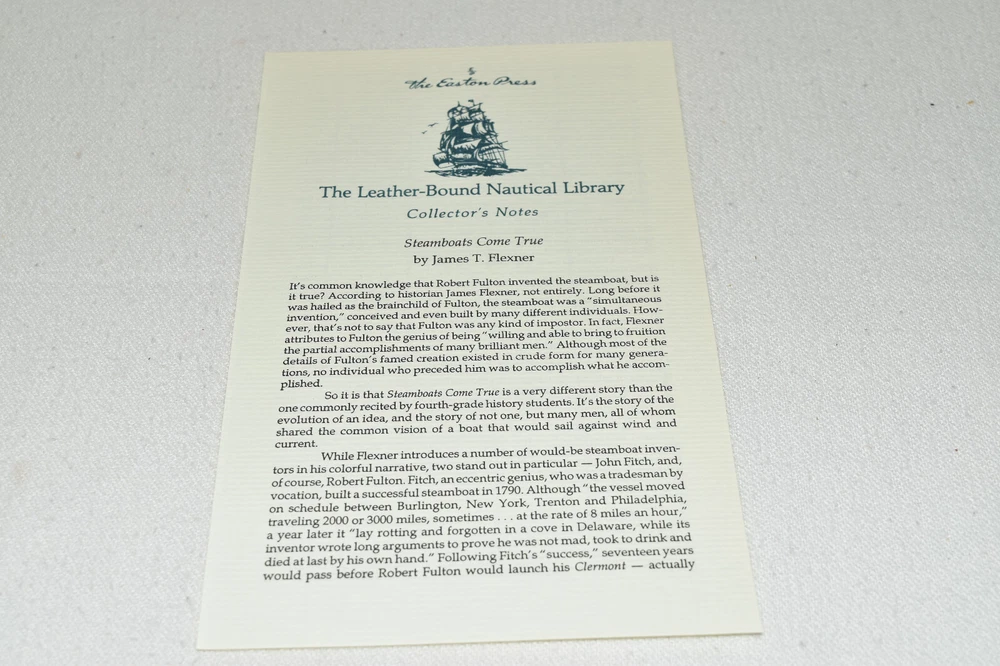 The Easton Press
The Leather-Bound Nautical Library
Collector's Notes
Steamboats Come True
by James T. Flexner
It's common knowledge that Robert Fulton invented the steamboat, but is
it true? According to historian James Flexner, not entirely. Long before it
was hailed as the brainchild of Fulton, the steamboat was a "simultaneous
invention," conceived and even built by many different individuals. How-
ever, that's not to say that Fulton was any kind of impostor. In fact, Flexner
attributes to Fulton the genius of being "willing and able to bring to fruition
the partial accomplishments of many brilliant men." Although most of the
details of Fulton's famed creation existed in crude form for many genera-
tions, no individual who preceded him was to accomplish what he accom-
plished.
So it is that Steamboats Come True is a very different story than the
one commonly recited by fourth-grade history students. It's the story of the
evolution of an idea, and the story of not one, but many men, all of whom
shared the common vision of a boat that would sail against wind and
current.
While Flexner introduces a number of would-be steamboat inven-
tors in his colorful narrative, two stand out in particular — John Fitch, and,
of course, Robert Fulton. Fitch, an eccentric genius, who was a tradesman by
vocation, built a successful steamboat in 1790. Although "the vessel moved
on schedule between Burlington, New York, Trenton and Philadelphia,
traveling 2000 or 3000 miles, sometimes . . . at the rate of 8 miles an hour,"
a year later it "lay rotting and forgotten in a cove in Delaware, while its
inventor wrote long arguments to prove he was not mad, took to drink and
died at last by his own hand." Following Fitch's "success," seventeen years
would pass before Robert Fulton would launch his Clermont — actually